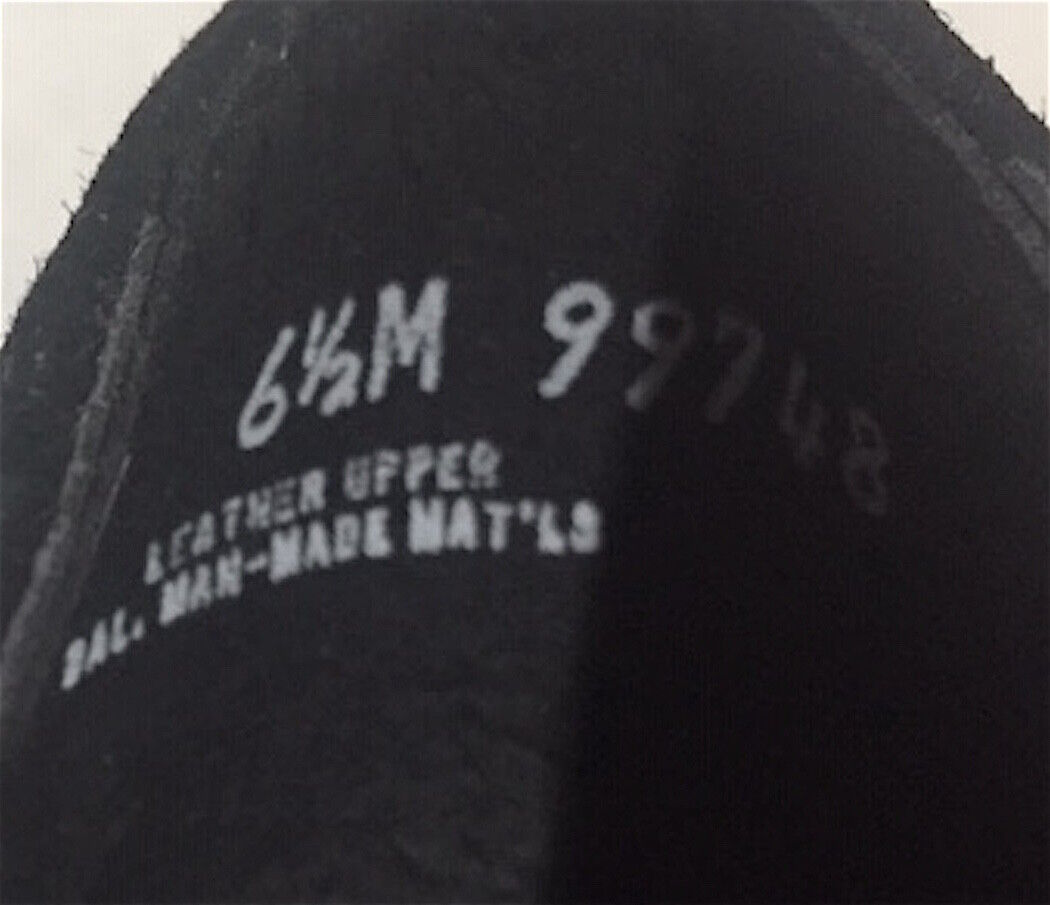 6½M 99748
LEATHER UPPER
BAL. MAN-MADE MAT'LS